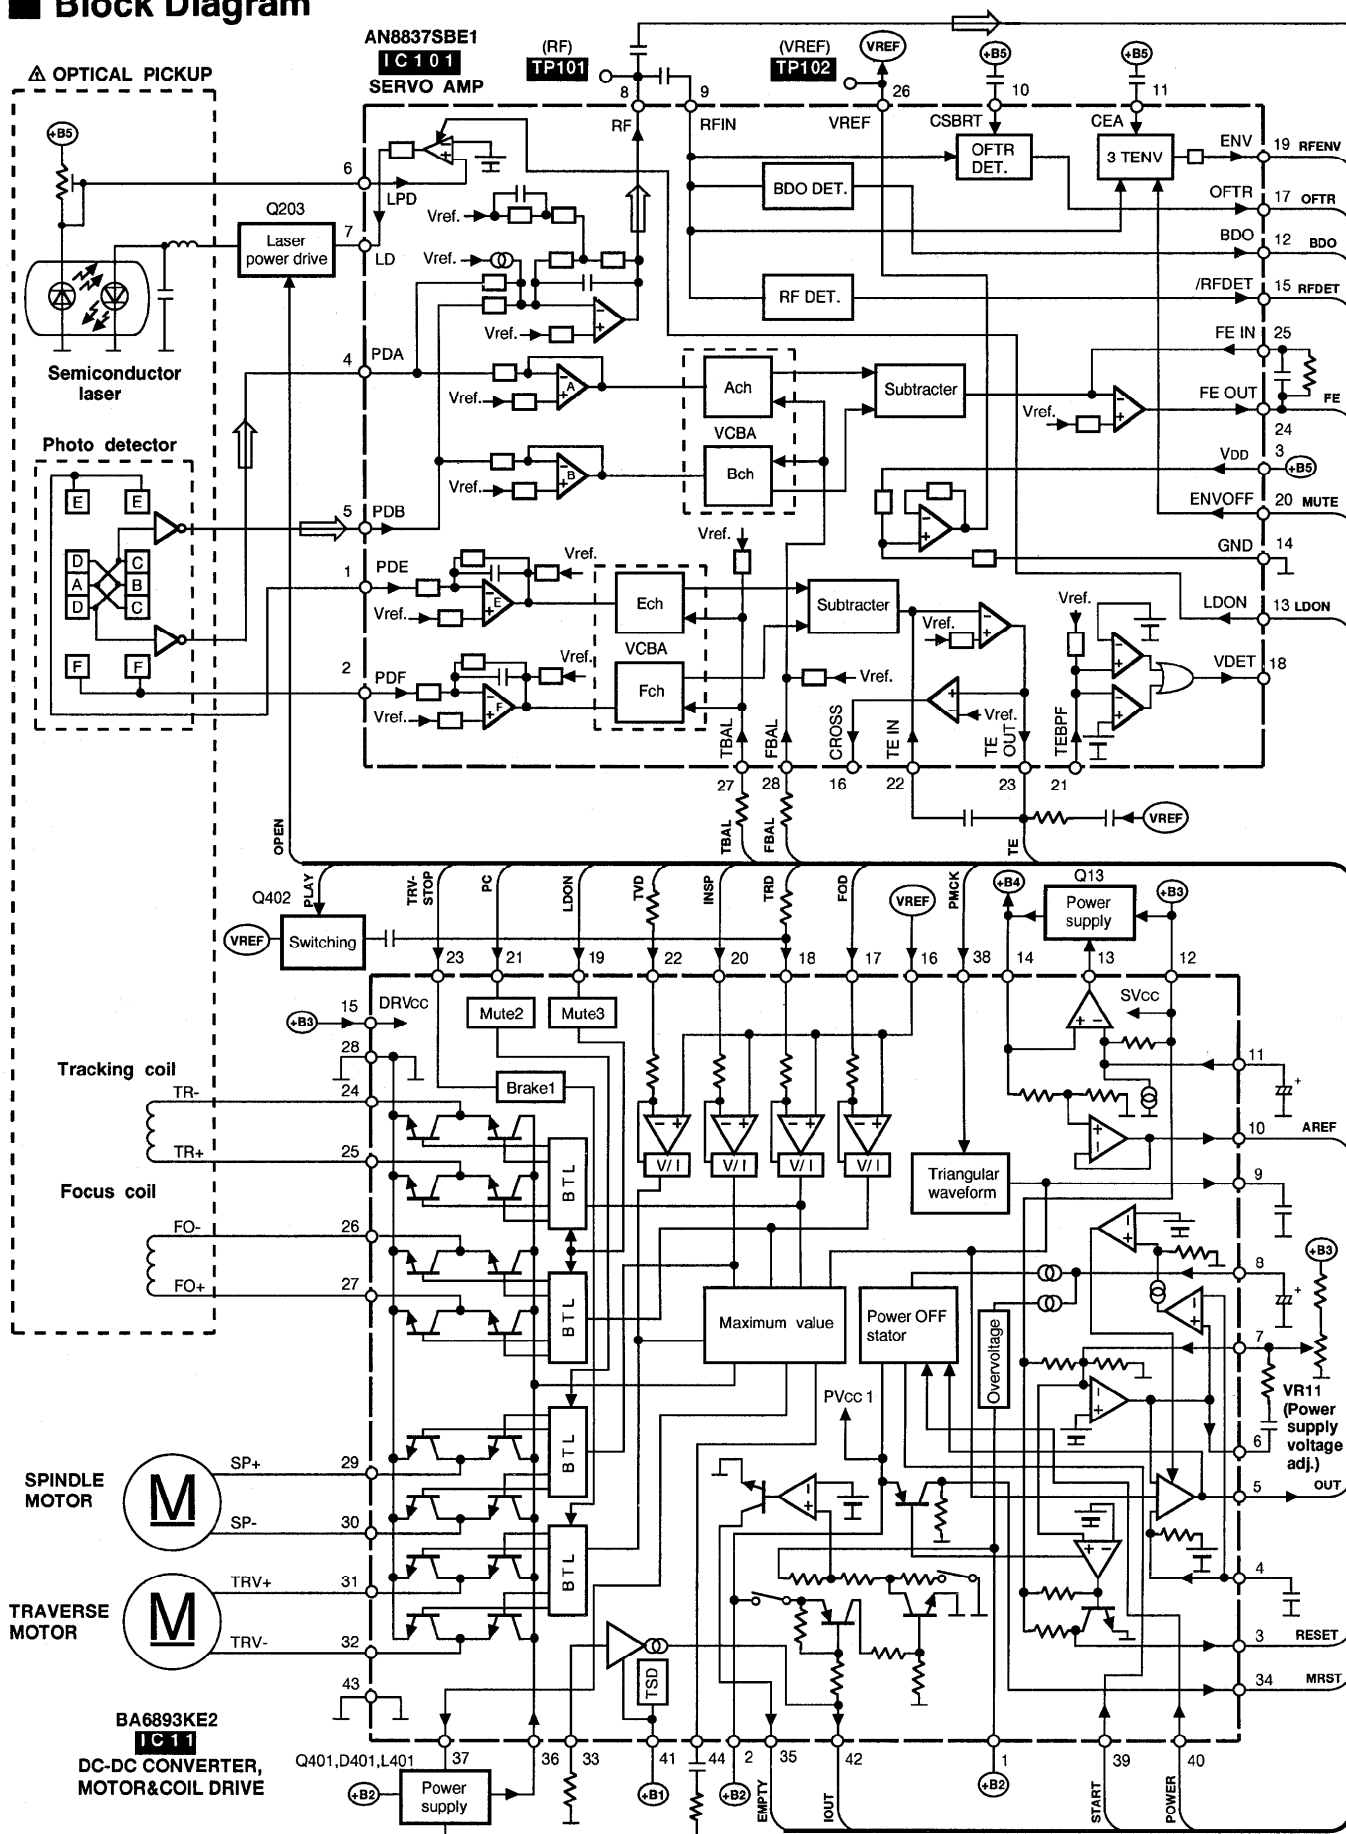 ■ Block Diagram
AN8837SBE1
IC101
SERVO AMP
(RF)
TP101
(VREF)
TP102
VREF
+B5
+B5
⚠ OPTICAL PICKUP
8
9
26
10
11
RF
RFIN
VREF
CSBRT
CEA
ENV
19 RFENV
+B5
OFTR DET.
3 TENV
6
LPD
BDO DET.
OFTR
17 OFTR
Q203
Vref.
Laser power drive
7
LD
Vref.
BDO
12 BDO
/RFDET
15 RFDET
RF DET.
Vref.
FE IN
25
4
PDA
Semiconductor laser
A
Ach
Subtracter
Vref.
FE OUT
FE
24
Vref.
VCBA
Photo detector
B
Bch
VDD
3
+B5
Vref.
E
E
ENVOFF
20 MUTE
5
PDB
Vref.
GND
14
D
C
A
B
D
C
1
PDE
Vref.
E
Ech
Subtracter
Vref.
Vref.
Vref.
LDON
13 LDON
VCBA
F
F
2
PDF
Vref.
F
Fch
Vref.
VDET
18
Vref.
Vref.
TBAL
FBAL
CROSS
TE IN
TE OUT
TEBPF
27
28
16
22
23
21
TBAL
FBAL
TE
VREF
OPEN
PLAY
TRV-STOP
PC
LDON
TVD
INSP
TRD
FOD
VREF
PMCK
+B4
Q13
Power supply
+B3
Q402
VREF
Switching
23
21
19
22
20
18
17
16
38
14
13
12
15
+B3
DRVCC
Mute2
Mute3
SVCC
28
11
Tracking coil
TR-
24
Brake1
10
AREF
TR+
25
BTL
V/I
V/I
V/I
V/I
Triangular waveform
9
Focus coil
FO-
26
8
+B3
FO+
27
BTL
Maximum value
Power OFF stator
Overvoltage
7
PVCC 1
VR11
(Power
supply
voltage
adj.)
6
SPINDLE MOTOR
M
SP+
29
BTL
5
OUT
SP-
30
TRAVERSE MOTOR
M
TRV+
31
BTL
4
TRV-
32
3
RESET
TSD
34
MRST
43
BA6893KE2
IC11
DC-DC CONVERTER,
MOTOR&COIL DRIVE
Q401,D401,L401
37
36
33
41
44
2
35
42
1
39
40
+B2
Power supply
+B1
+B2
EMPTY
IOUT
+B2
START
POWER